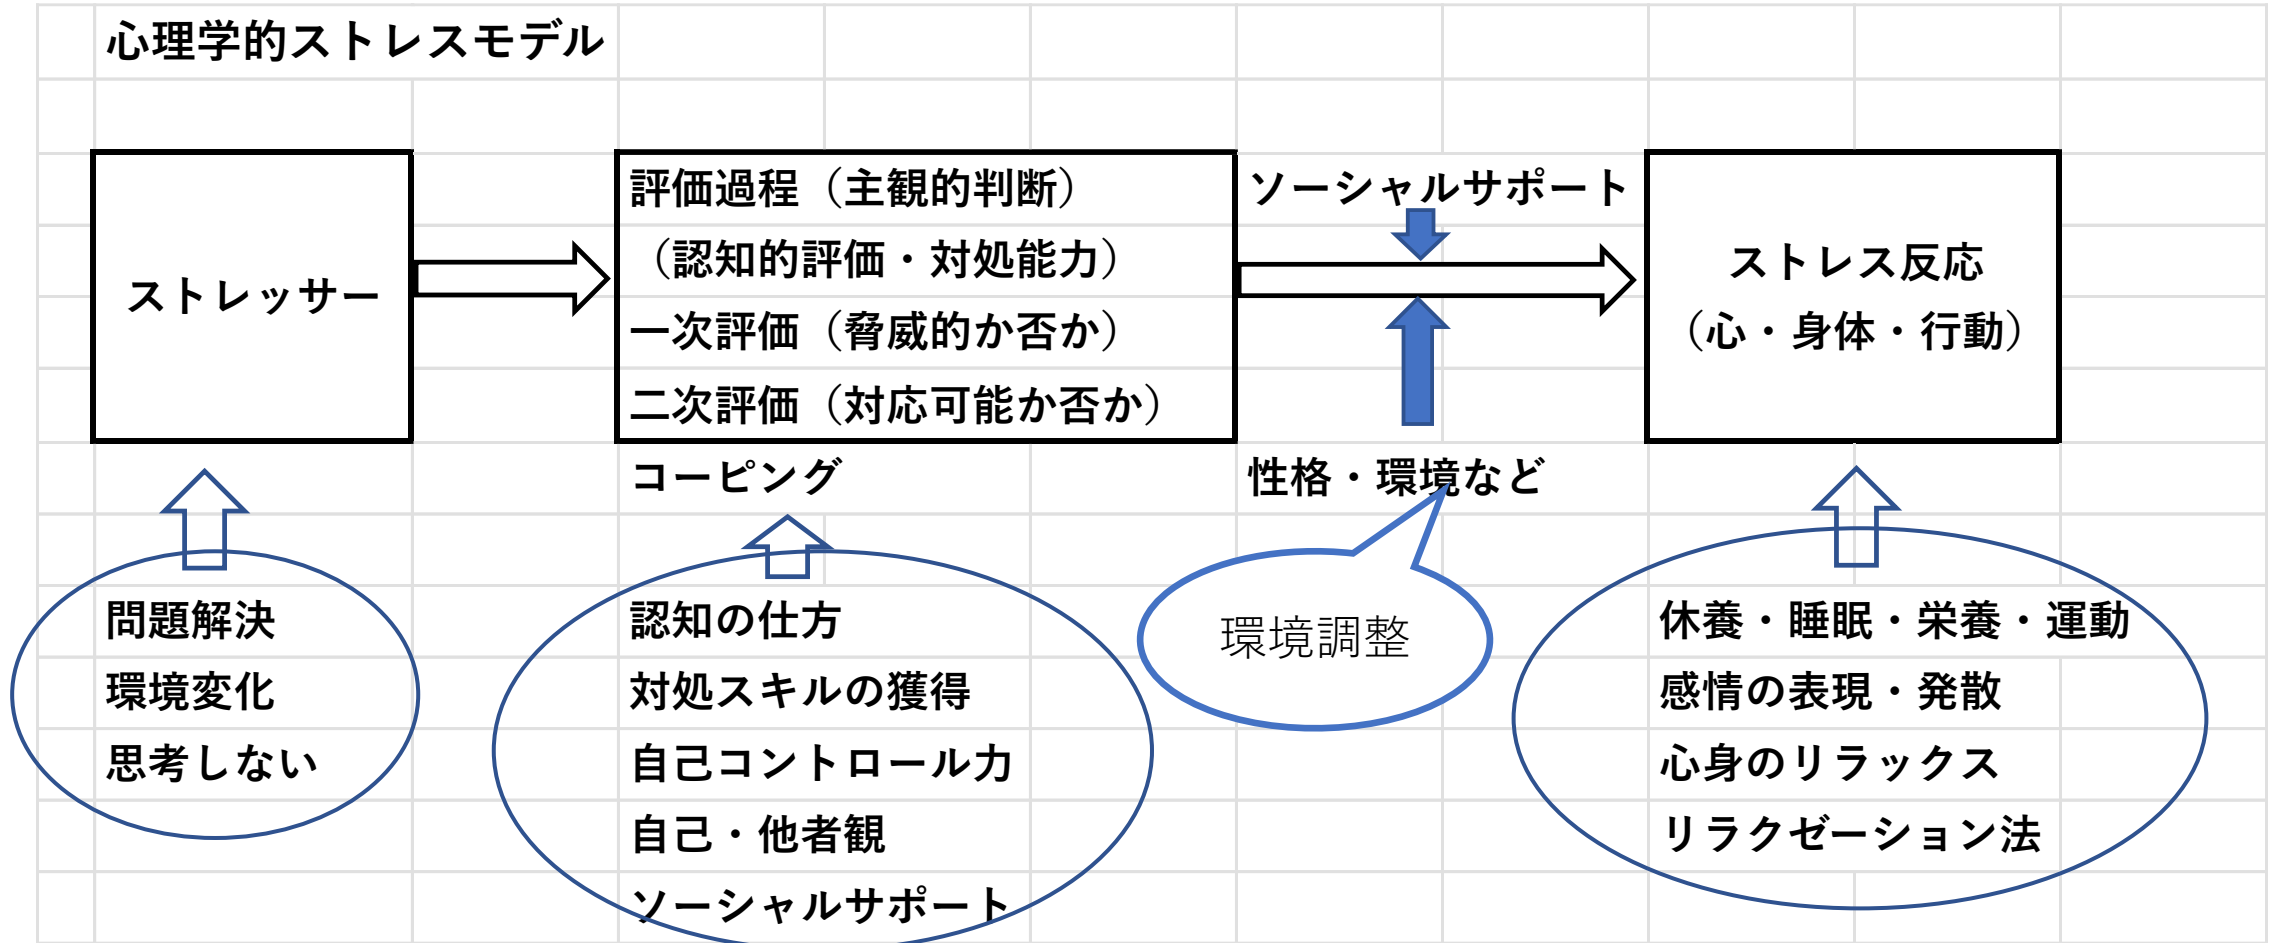 心理学的ストレスモデル
ストレッサー
評価過程（主観的判断）
（認知的評価・対処能力）
一次評価（脅威的か否か）
二次評価（対応可能か否か）
コーピング
ソーシャルサポート
性格・環境など
ストレス反応
（心・身体・行動）
問題解決
環境変化
思考しない
認知の仕方
対処スキルの獲得
自己コントロール力
自己・他者観
ソーシャルサポート
環境調整
休養・睡眠・栄養・運動
感情の表現・発散
心身のリラックス
リラクゼーション法